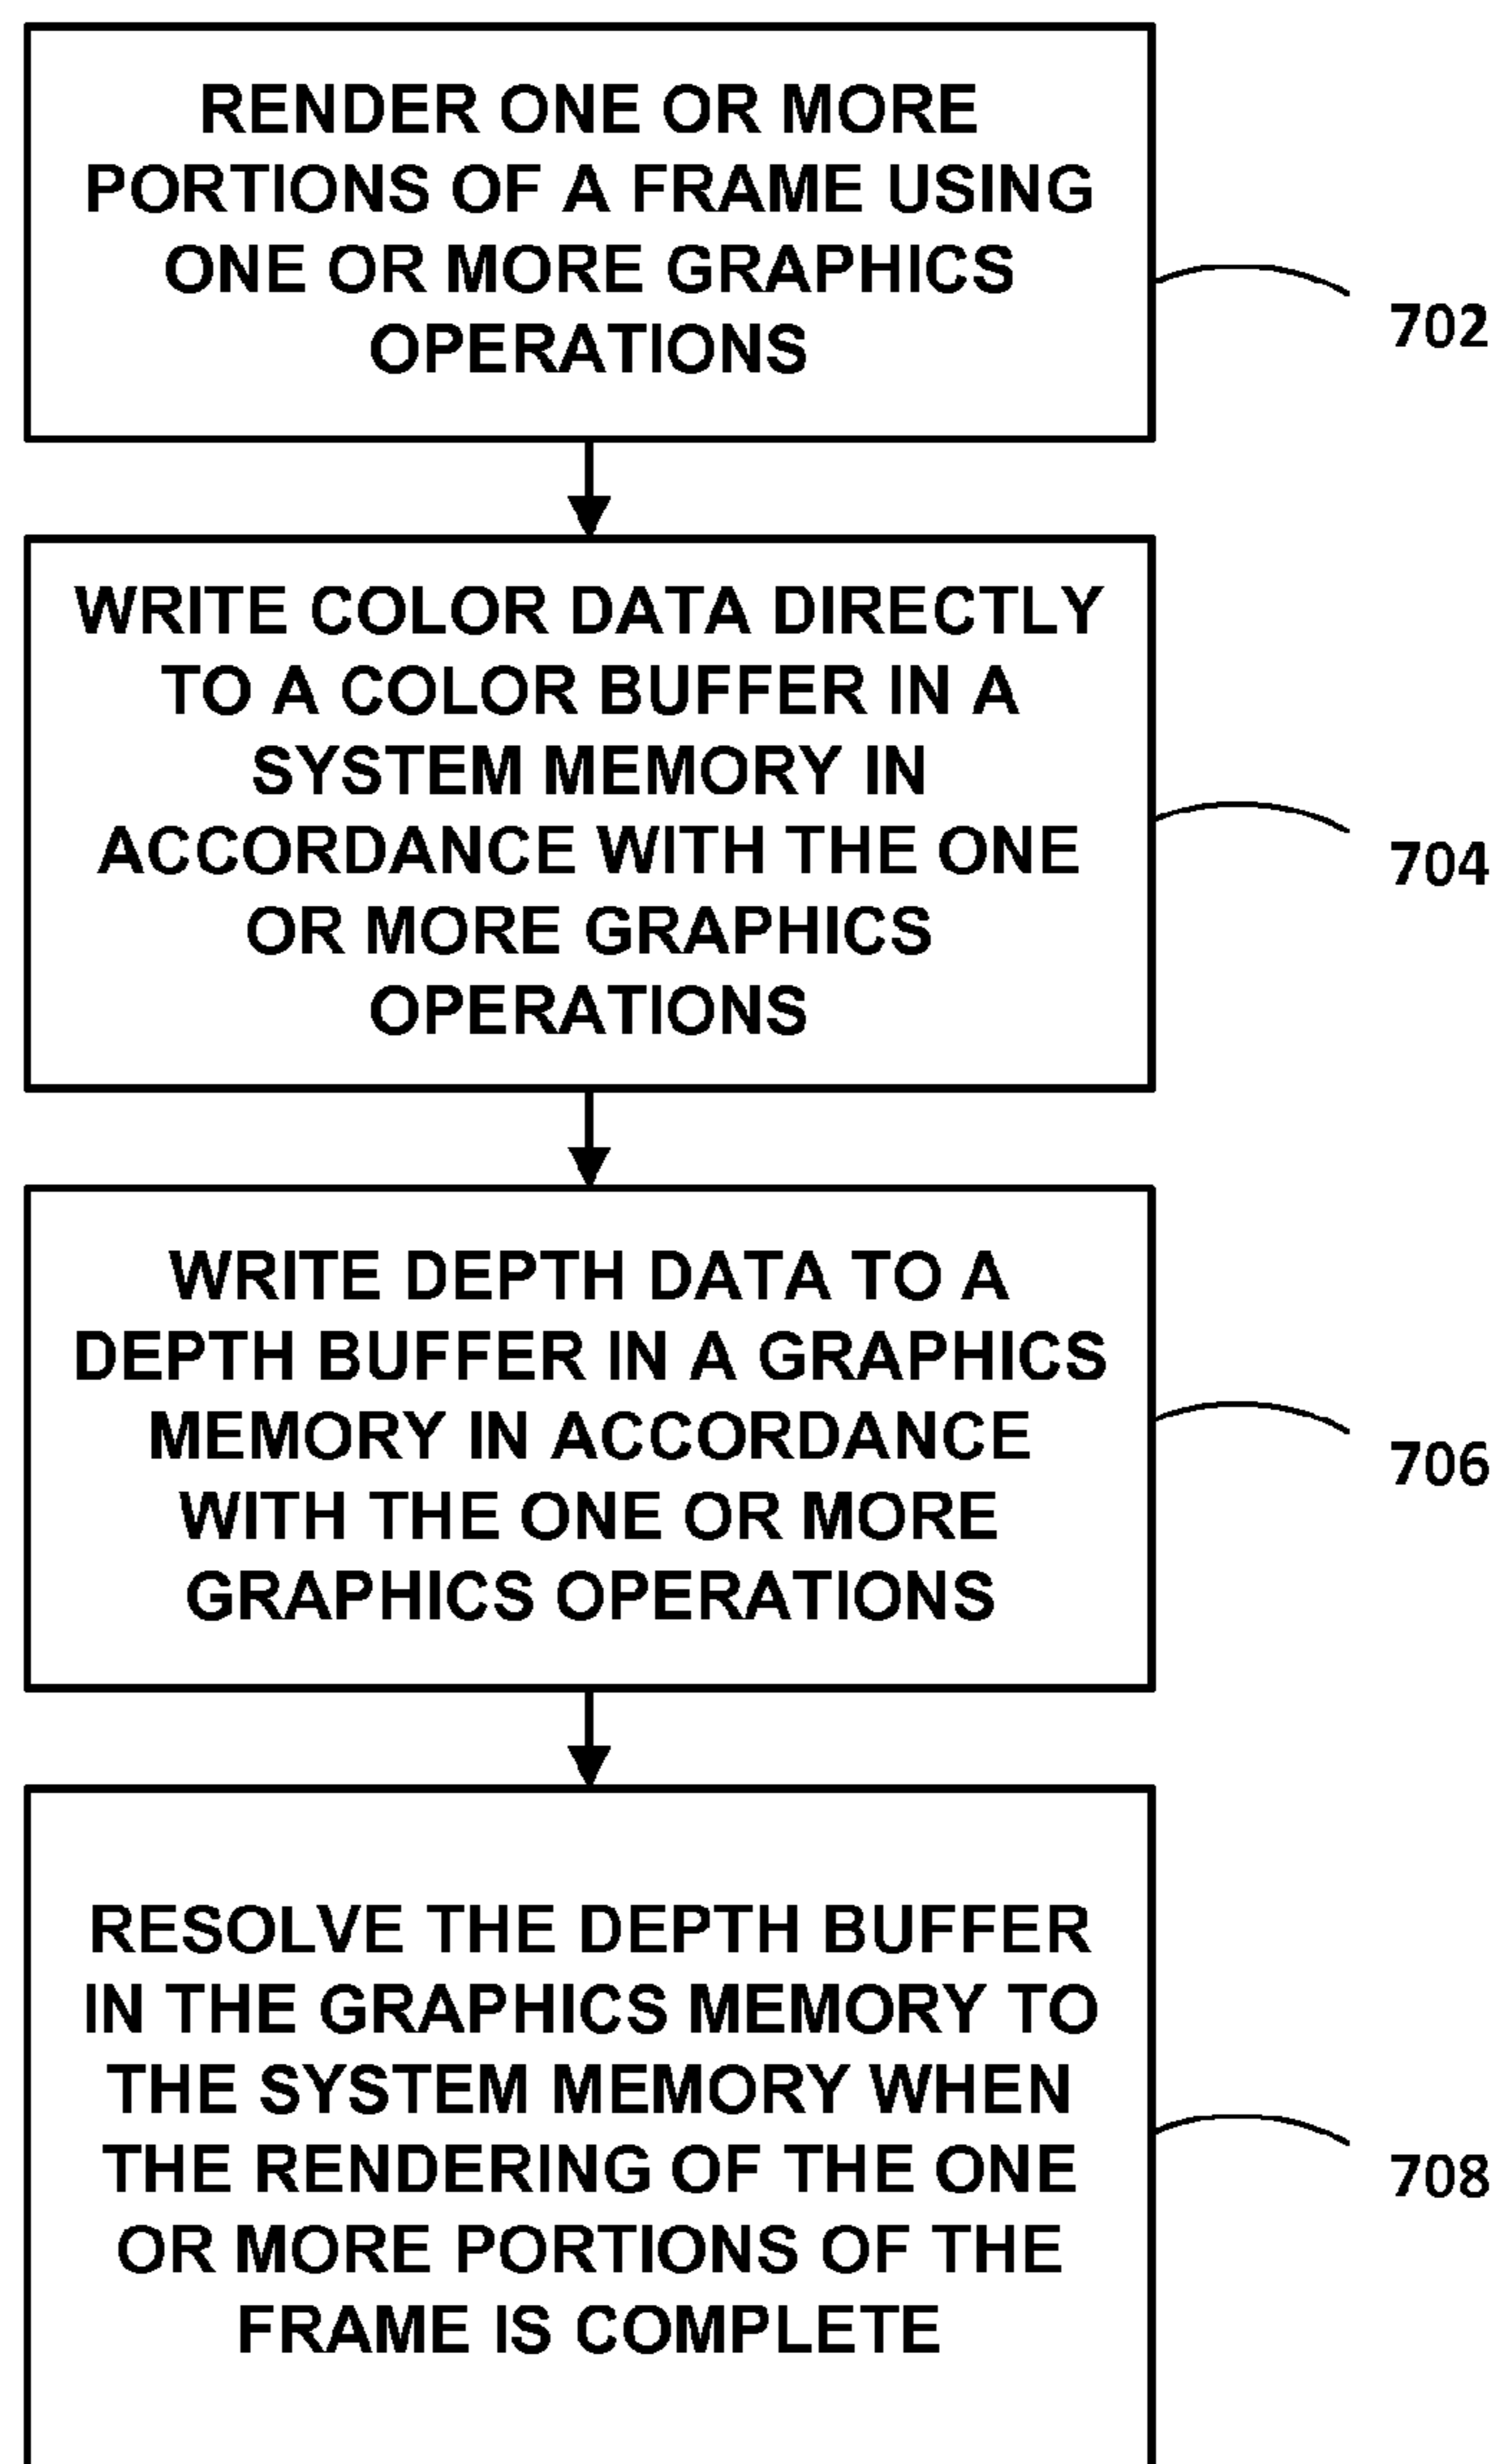 RENDER ONE OR MORE
PORTIONS OF A FRAME USING
ONE OR MORE GRAPHICS
OPERATIONS
702
WRITE COLOR DATA DIRECTLY
TO A COLOR BUFFER IN A
SYSTEM MEMORY IN
ACCORDANCE WITH THE ONE
OR MORE GRAPHICS
OPERATIONS
704
WRITE DEPTH DATA TO A
DEPTH BUFFER IN A GRAPHICS
MEMORY IN ACCORDANCE
WITH THE ONE OR MORE
GRAPHICS OPERATIONS
706
RESOLVE THE DEPTH BUFFER
IN THE GRAPHICS MEMORY TO
THE SYSTEM MEMORY WHEN
THE RENDERING OF THE ONE
OR MORE PORTIONS OF THE
FRAME IS COMPLETE
708